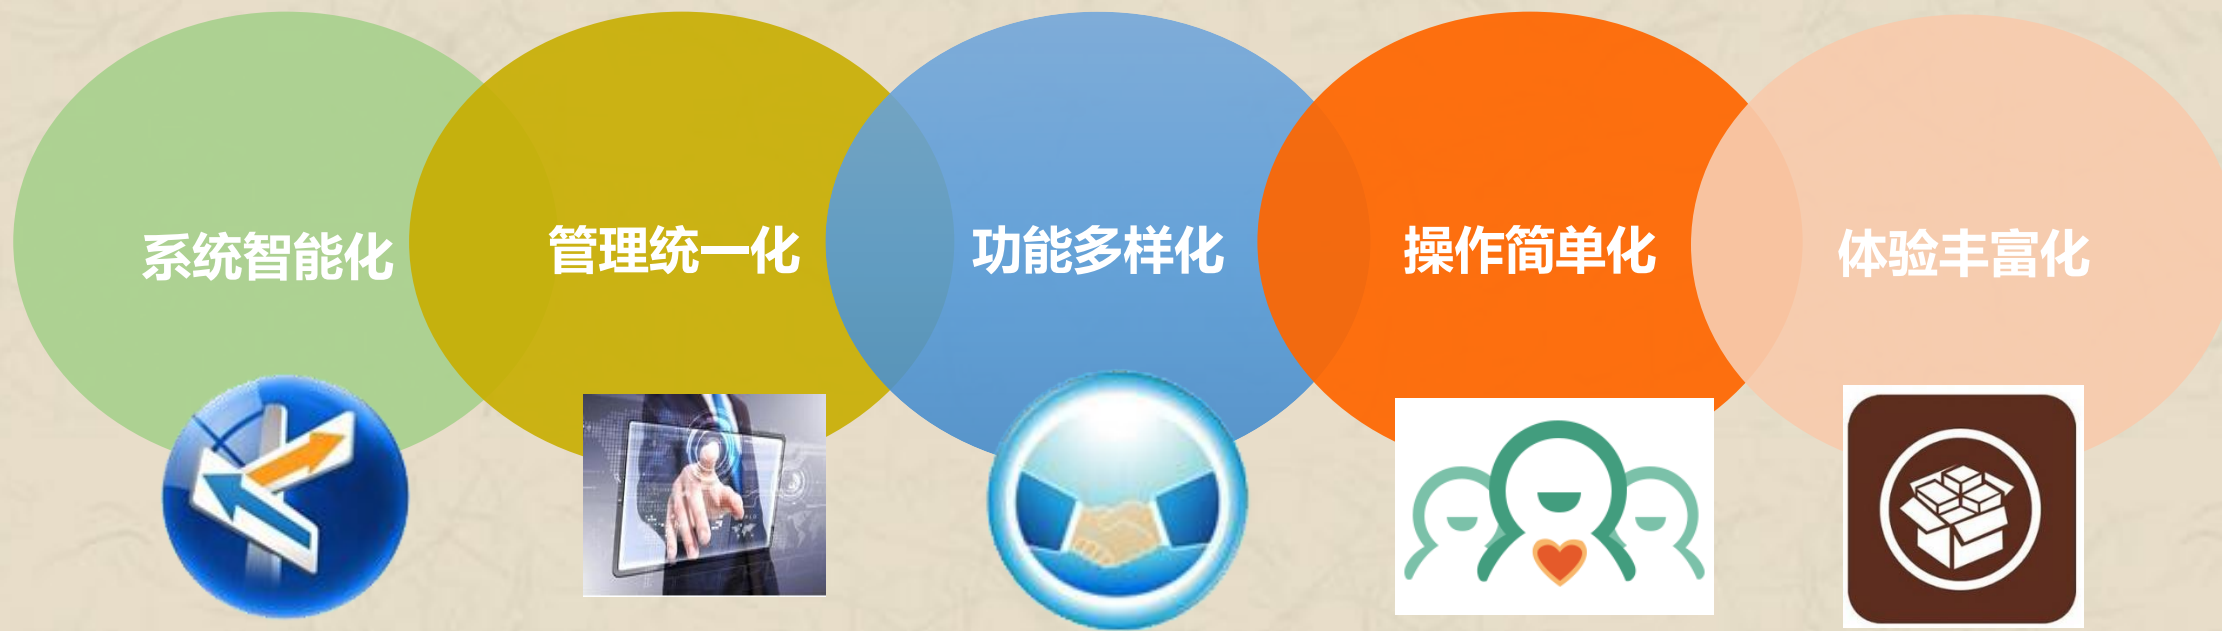 系统智能化
管理统一化
功能多样化
操作简单化
体验丰富化